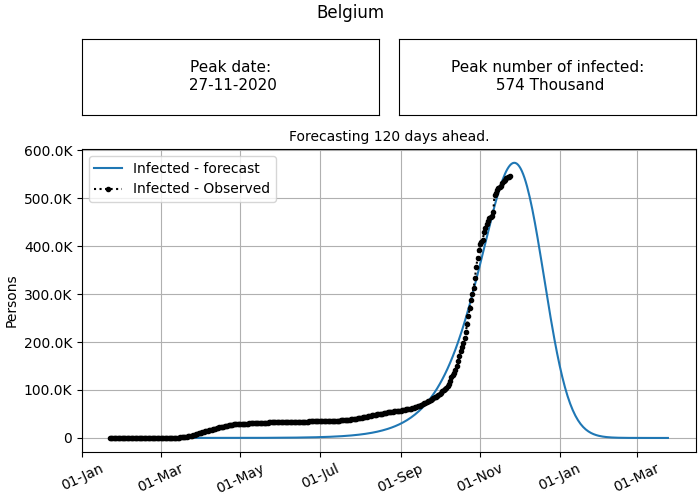 Belgium
Peak date:
27-11-2020
Peak number of infected:
574 Thousand
Forecasting 120 days ahead.
600.0K
500.0K
400.0K
300.0K
200.0K
100.0K
0
Persons
Infected - forecast
Infected - Observed
01-Jan
01-Mar
01-May
01-Jul
01-Sep
01-Nov
01-Jan
01-Mar